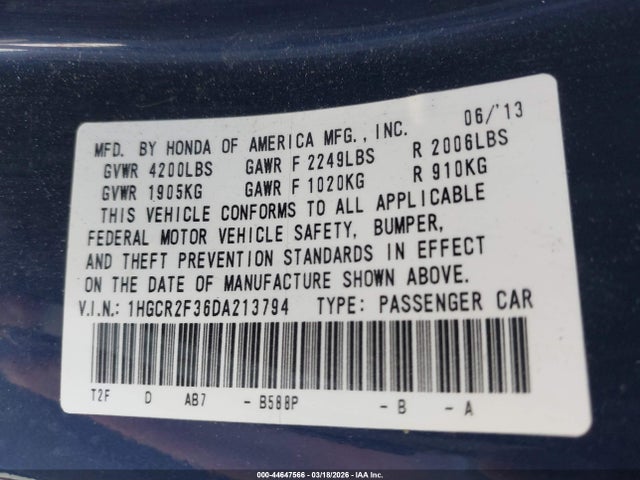 06/'13
MFD. BY HONDA OF AMERICA MFG., INC.
GVWR 4200LBS GAWR F 2249LBS R 2006LBS
GVWR 1905KG GAWR F 1020KG R 910KG
THIS VEHICLE CONFORMS TO ALL APPLICABLE
FEDERAL MOTOR VEHICLE SAFETY, BUMPER,
AND THEFT PREVENTION STANDARDS IN EFFECT
ON THE DATE OF MANUFACTURE SHOWN ABOVE.
V.I.N.: 1HGCR2F36DA213794 TYPE: PASSENGER CAR
T2F D AB7 - B588P - B - A
000-44647566 - 03/18/2026 - IAA Inc.